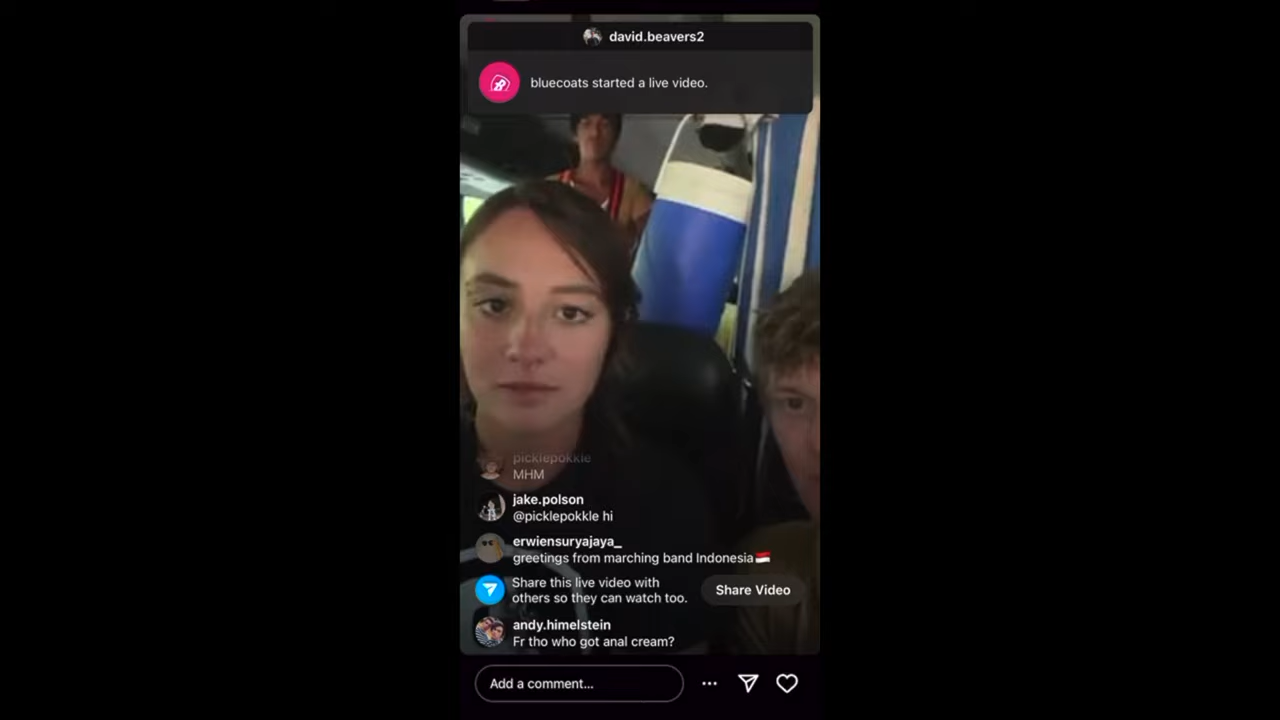 david.beavers2
bluecoats started a live video.
picklepokkle
MHM
jake.polson
@picklepokkle hi
erwiensuryajaya_
greetings from marching band Indonesia🇮🇩
Share this live video with
others so they can watch too.
Share Video
andy.himelstein
Fr tho who got anal cream?
Add a comment...